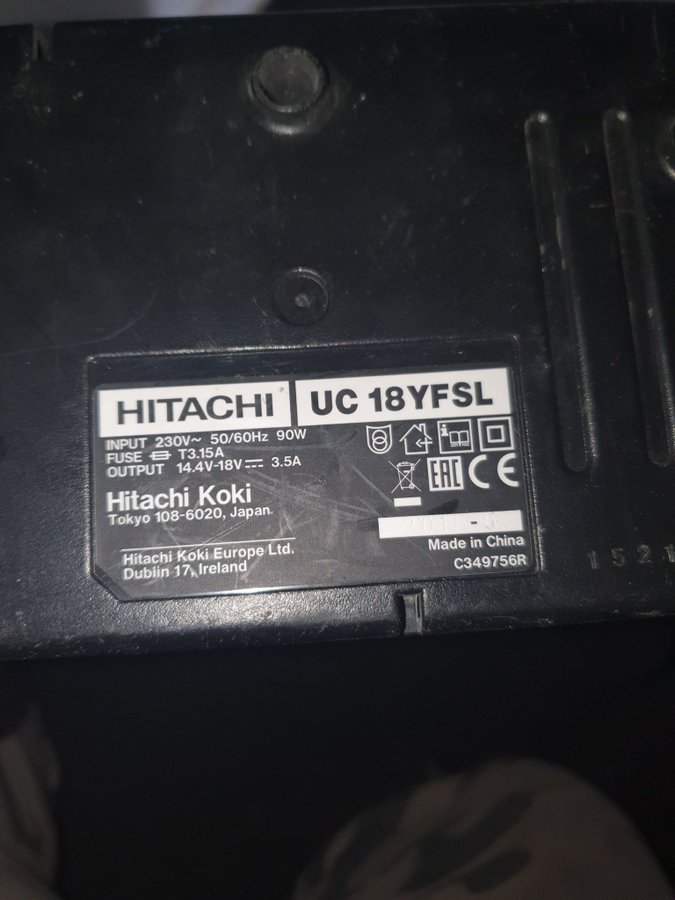 HITACHI UC 18YFSL
INPUT 230V~ 50/60Hz 90W
FUSE T3.15A
OUTPUT 14.4V-18V⎓ 3.5A
Hitachi Koki
Tokyo 108-6020, Japan.
Hitachi Koki Europe Ltd.
Dublin 17, Ireland
EAC CE
Made in China
C349756R
1521